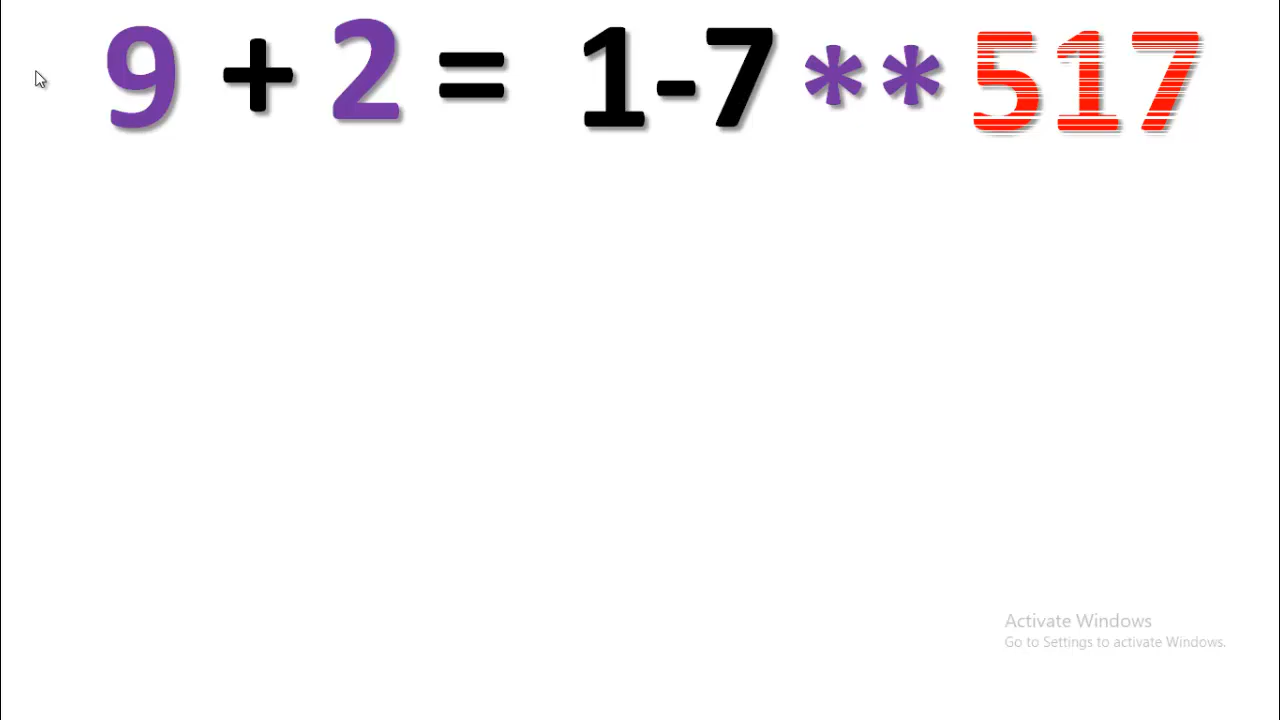 9 + 2 = 1-7 ** 517
Activate Windows
Go to Settings to activate Windows.